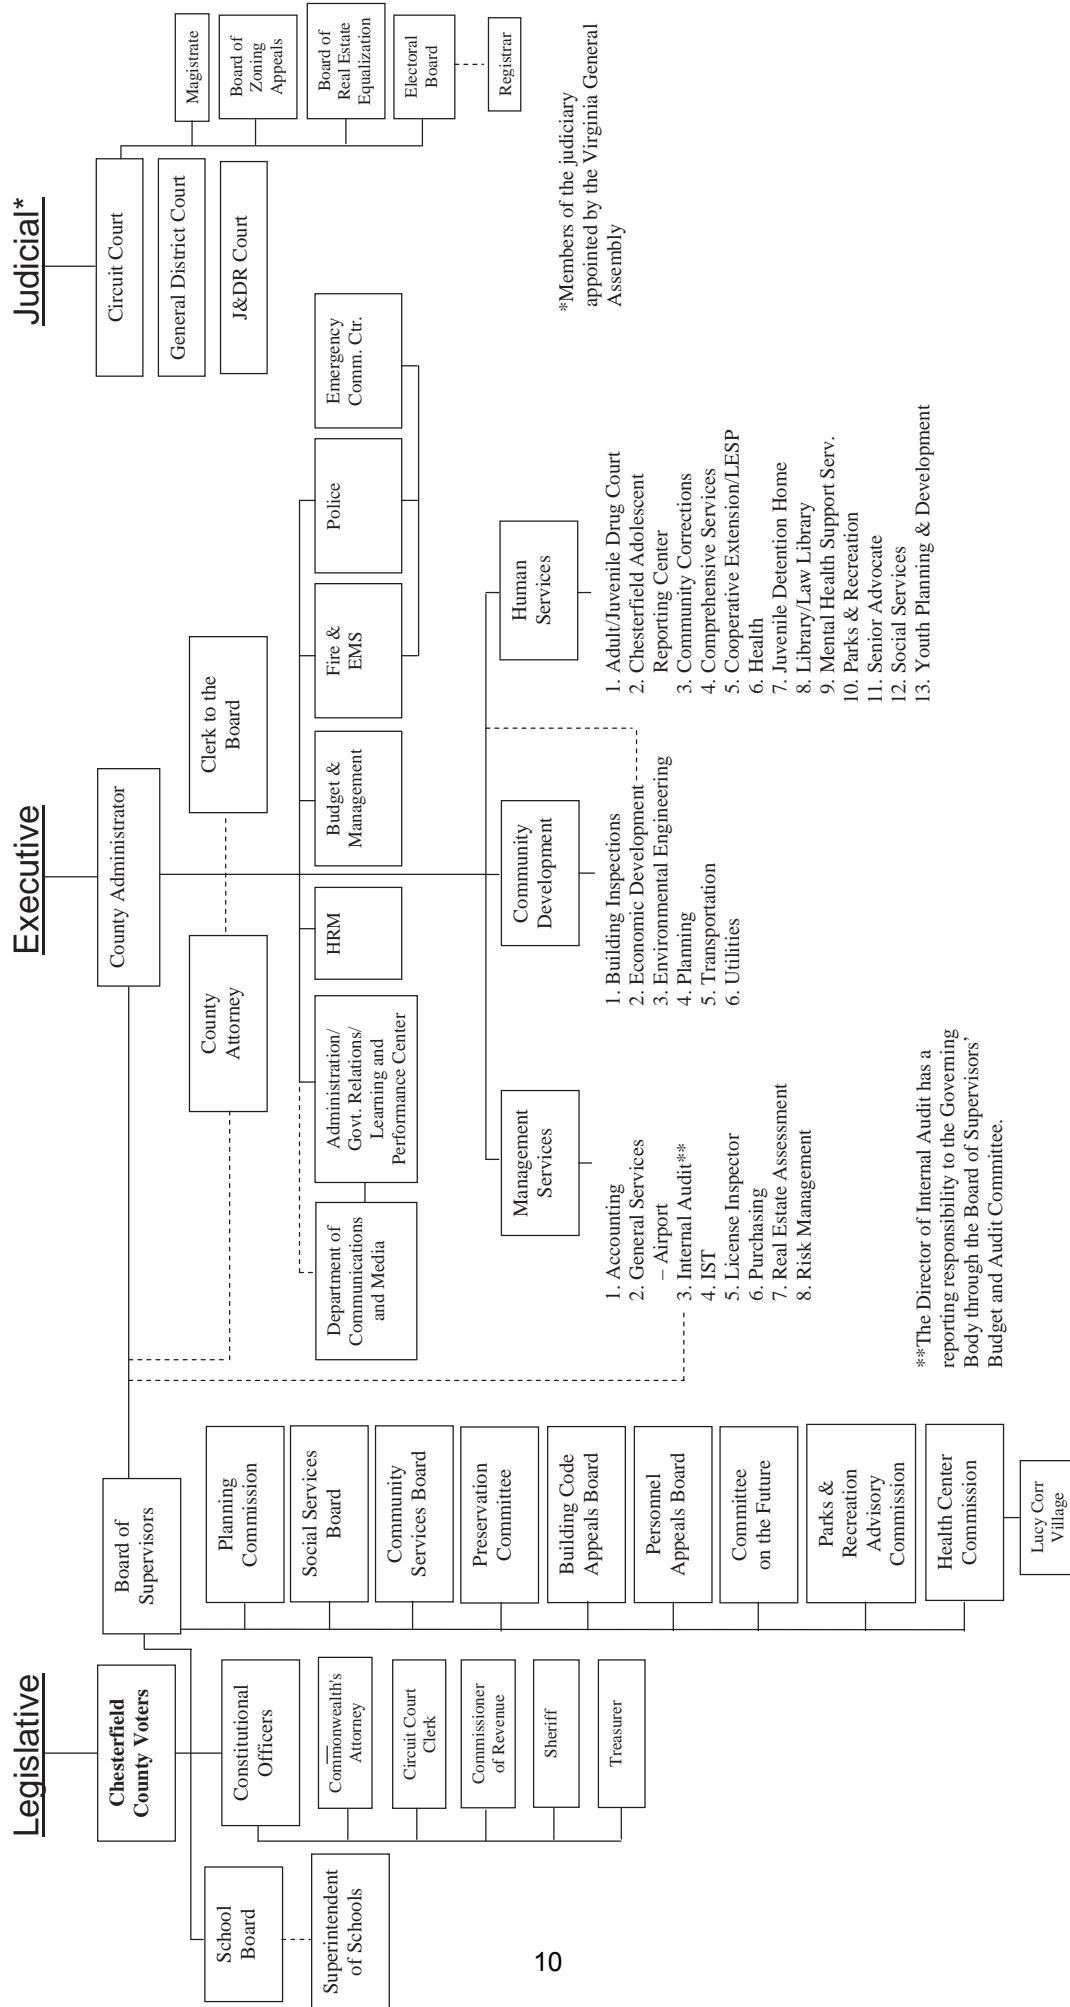 Legislative
Chesterfield
County Voters
School
Board
Superintendent
of Schools
Constitutional
Officers
Commonwealth's
Attorney
Circuit Court
Clerk
Commissioner
of Revenue
Sheriff
Treasurer
Board of
Supervisors
Planning
Commission
Social Services
Board
Community
Services Board
Preservation
Committee
Building Code
Appeals Board
Personnel
Appeals Board
Committee
on the Future
Parks &
Recreation
Advisory
Commission
Health Center
Commission
Lucy Corr
Village
Executive
County Administrator
County
Attorney
Clerk to the
Board
Department of
Communications
and Media
Administration/
Govt. Relations/
Learning and
Performance Center
HRM
Budget &
Management
Fire &
EMS
Police
Emergency
Comm. Ctr.
Management
Services
1. Accounting
2. General Services
– Airport
3. Internal Audit**
4. IST
5. License Inspector
6. Purchasing
7. Real Estate Assessment
8. Risk Management
Community
Development
1. Building Inspections
2. Economic Development
3. Environmental Engineering
4. Planning
5. Transportation
6. Utilities
Human
Services
1. Adult/Juvenile Drug Court
2. Chesterfield Adolescent
Reporting Center
3. Community Corrections
4. Comprehensive Services
5. Cooperative Extension/LESP
6. Health
7. Juvenile Detention Home
8. Library/Law Library
9. Mental Health Support Serv.
10. Parks & Recreation
11. Senior Advocate
12. Social Services
13. Youth Planning & Development
**The Director of Internal Audit has a
reporting responsibility to the Governing
Body through the Board of Supervisors'
Budget and Audit Committee.
Judicial*
Circuit Court
General District Court
J&DR Court
Magistrate
Board of
Zoning
Appeals
Board of
Real Estate
Equalization
Electoral
Board
Registrar
*Members of the judiciary
appointed by the Virginia General
Assembly
10